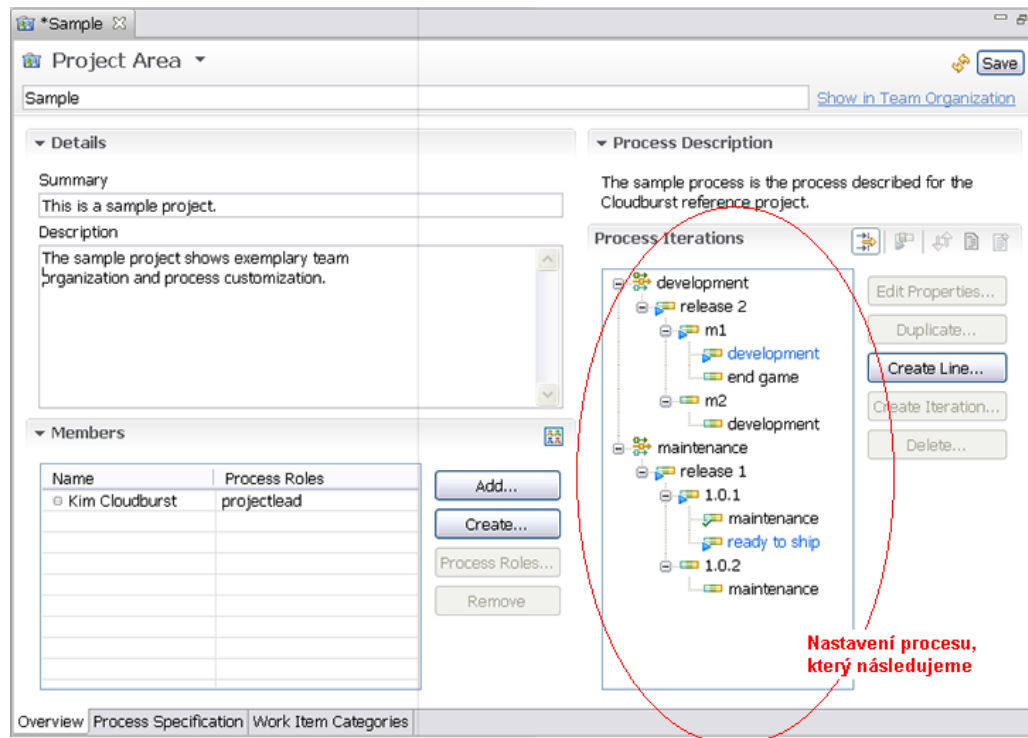 *Sample
Project Area
Save
Sample
Show in Team Organization
Details
Summary
This is a sample project.
Description
The sample project shows exemplary team
organization and process customization.
Members
Name Process Roles
Kim Cloudburst projectlead
Add...
Create...
Process Roles...
Remove
Process Description
The sample process is the process described for the
Cloudburst reference project.
Process Iterations
development
release 2
m1
development
end game
m2
development
maintenance
release 1
1.0.1
maintenance
ready to ship
1.0.2
maintenance
Edit Properties...
Duplicate...
Create Line...
Create Iteration...
Delete...
Nastavení procesu,
který následujeme
Overview Process Specification Work Item Categories